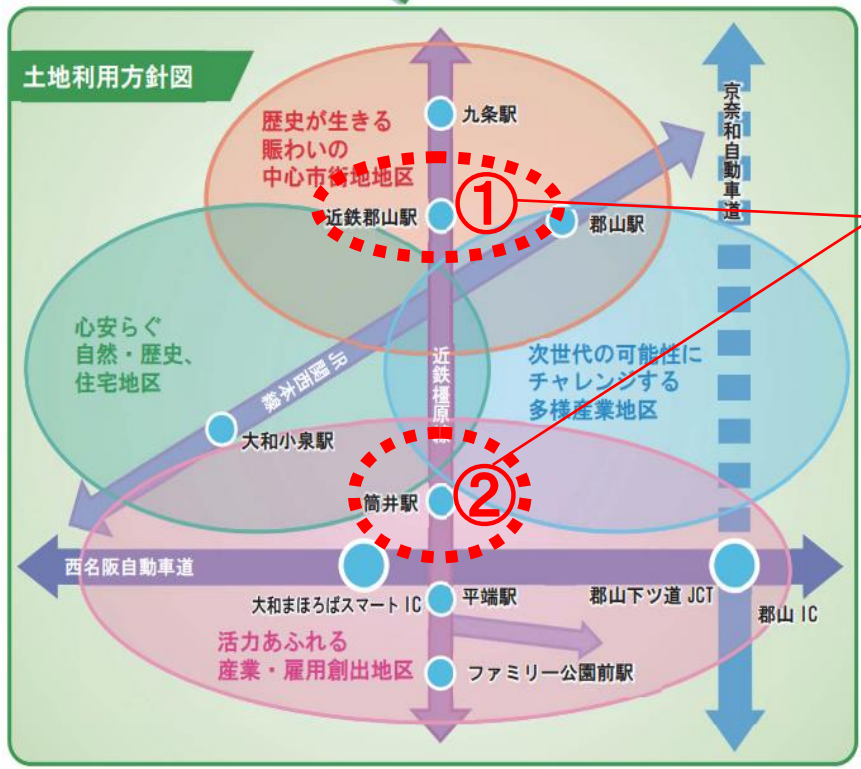 土地利用方針図
京奈和自動車道
九条駅
歴史が生きる
賑わいの
中心市街地地区
①
近鉄郡山駅
郡山駅
心安らぐ
自然・歴史、
住宅地区
JR関西本線
近鉄橿原線
次世代の可能性に
チャレンジする
多様産業地区
大和小泉駅
②
筒井駅
西名阪自動車道
大和まほろばスマートIC
平端駅
郡山下ツ道 JCT
郡山 IC
活力あふれる
産業・雇用創出地区
ファミリー公園前駅